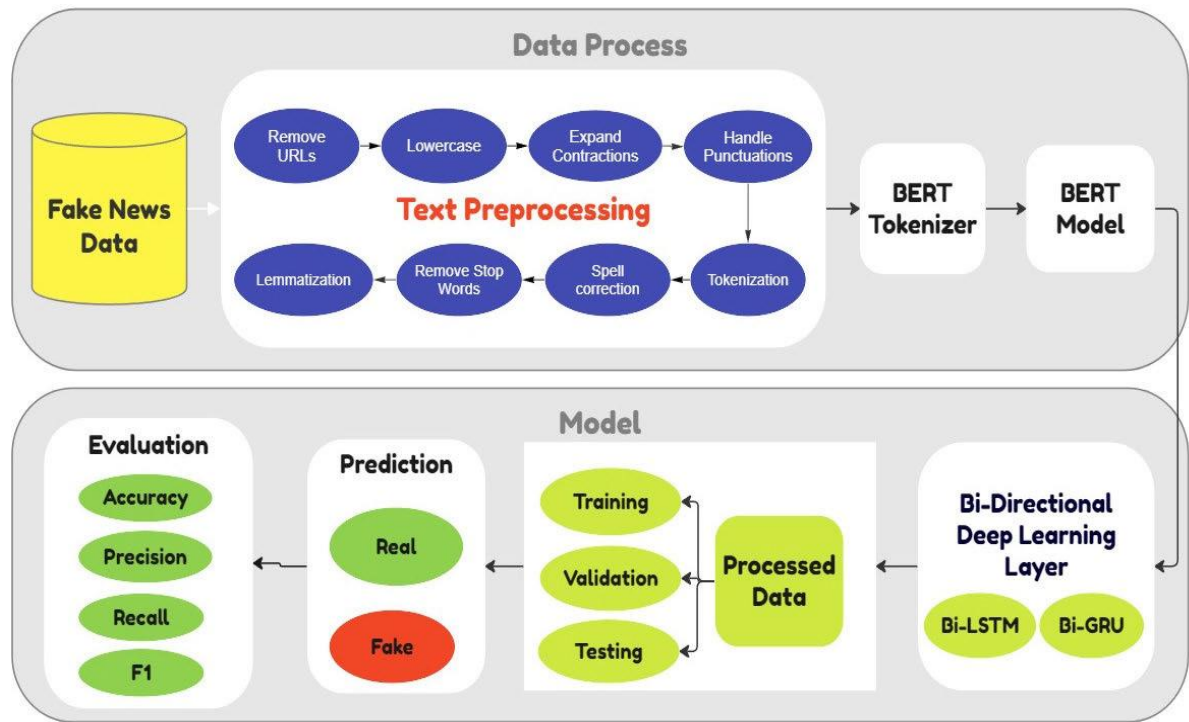 Data Process
Fake News
Data
Remove
URLs
Lowercase
Expand
Contractions
Handle
Punctuations
Text Preprocessing
Lemmatization
Remove Stop
Words
Spell
correction
Tokenization
BERT
Tokenizer
BERT
Model
Model
Evaluation
Accuracy
Precision
Recall
F1
Prediction
Real
Fake
Training
Validation
Testing
Processed
Data
Bi-Directional
Deep Learning
Layer
Bi-LSTM
Bi-GRU